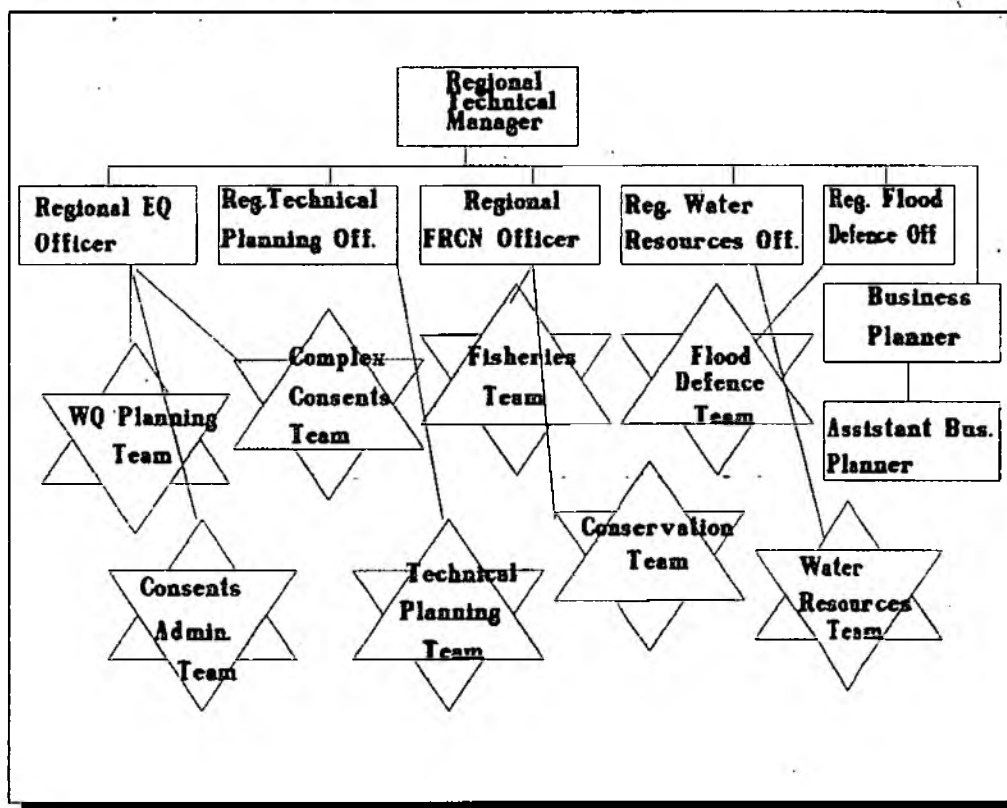 Regional
Technical
Manager
Regional EQ
Officer
Reg.Technical
Planning Off.
Regional
FRCN Officer
Reg. Water
Resources Off.
Reg. Flood
Defence Off
Business
Planner
Assistant Bus.
Planner
WQ Planning
Team
Complex
Consents
Team
Fisheries
Team
Flood
Defence
Team
Consents
Admin.
Team
Technical
Planning
Team
Conservation
Team
Water
Resources
Team